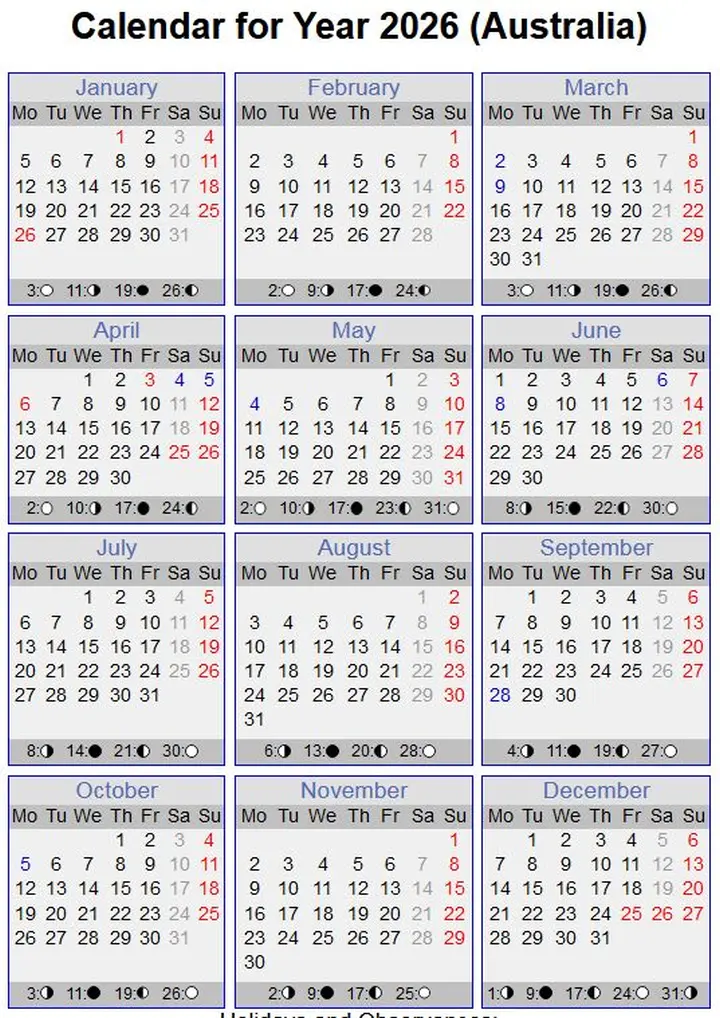 Calendar for Year 2026 (Australia)
January
Mo Tu We Th Fr Sa Su
1 2 3 4
5 6 7 8 9 10 11
12 13 14 15 16 17 18
19 20 21 22 23 24 25
26 27 28 29 30 31
3: 11: 19: 26:
February
Mo Tu We Th Fr Sa Su
1
2 3 4 5 6 7 8
9 10 11 12 13 14 15
16 17 18 19 20 21 22
23 24 25 26 27 28
2: 9: 17: 24:
March
Mo Tu We Th Fr Sa Su
1
2 3 4 5 6 7 8
9 10 11 12 13 14 15
16 17 18 19 20 21 22
23 24 25 26 27 28 29
30 31
3: 11: 19: 26:
April
Mo Tu We Th Fr Sa Su
1 2 3 4 5
6 7 8 9 10 11 12
13 14 15 16 17 18 19
20 21 22 23 24 25 26
27 28 29 30
2: 10: 17: 24:
May
Mo Tu We Th Fr Sa Su
1 2 3
4 5 6 7 8 9 10
11 12 13 14 15 16 17
18 19 20 21 22 23 24
25 26 27 28 29 30 31
2: 10: 17: 23: 31:
June
Mo Tu We Th Fr Sa Su
1 2 3 4 5 6 7
8 9 10 11 12 13 14
15 16 17 18 19 20 21
22 23 24 25 26 27 28
29 30
8: 15: 22: 30:
July
Mo Tu We Th Fr Sa Su
1 2 3 4 5
6 7 8 9 10 11 12
13 14 15 16 17 18 19
20 21 22 23 24 25 26
27 28 29 30 31
8: 14: 21: 30:
August
Mo Tu We Th Fr Sa Su
1 2
3 4 5 6 7 8 9
10 11 12 13 14 15 16
17 18 19 20 21 22 23
24 25 26 27 28 29 30
31
6: 13: 20: 28:
September
Mo Tu We Th Fr Sa Su
1 2 3 4 5 6
7 8 9 10 11 12 13
14 15 16 17 18 19 20
21 22 23 24 25 26 27
28 29 30
4: 11: 19: 27:
October
Mo Tu We Th Fr Sa Su
1 2 3 4
5 6 7 8 9 10 11
12 13 14 15 16 17 18
19 20 21 22 23 24 25
26 27 28 29 30 31
3: 11: 19: 26:
November
Mo Tu We Th Fr Sa Su
1
2 3 4 5 6 7 8
9 10 11 12 13 14 15
16 17 18 19 20 21 22
23 24 25 26 27 28 29
30
2: 9: 17: 25:
December
Mo Tu We Th Fr Sa Su
1 2 3 4 5 6
7 8 9 10 11 12 13
14 15 16 17 18 19 20
21 22 23 24 25 26 27
28 29 30 31
1: 9: 17: 24: 31:
Holidays and Observances: